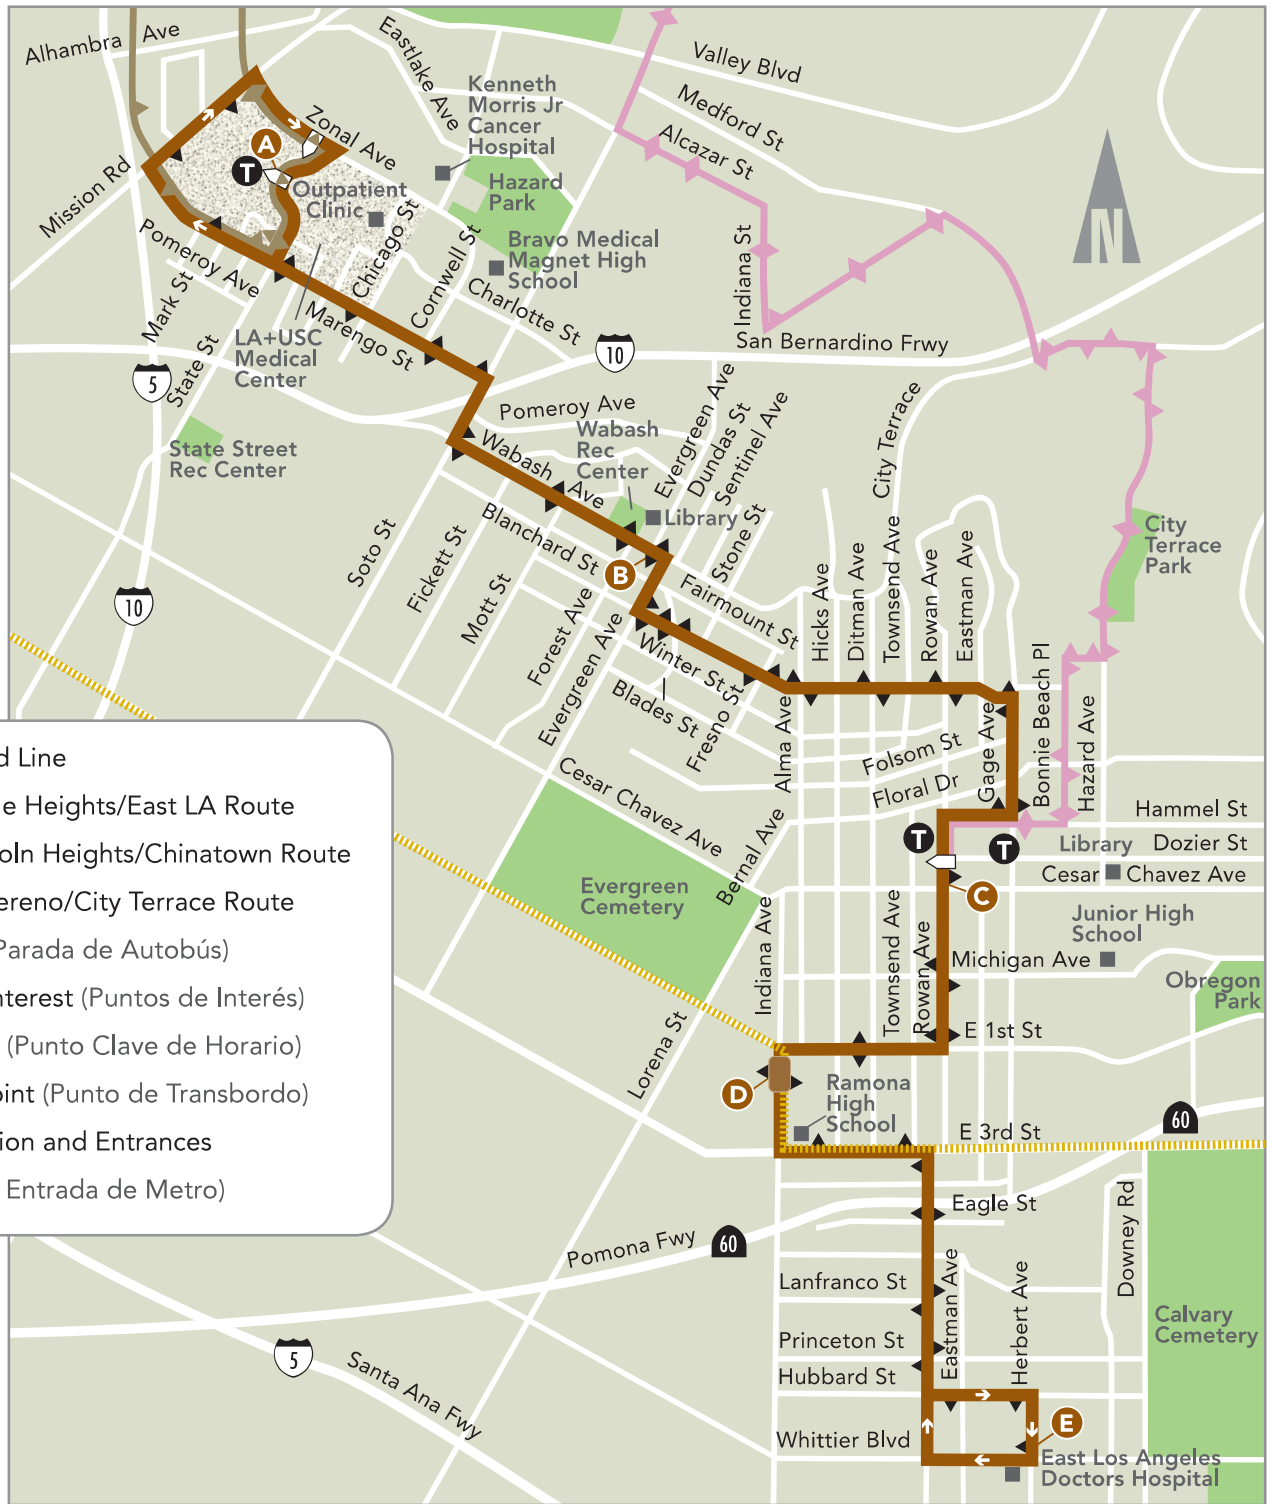 Alhambra Ave
Eastlake Ave
Valley Blvd
Medford St
Alcazar St
Kenneth
Morris Jr
Cancer
Hospital
Zonal Ave
A
T
Mission Rd
Outpatient
Clinic
Hazard
Park
Bravo Medical
Magnet High
School
Chicago St
Cornwell St
Charlotte St
Indiana St
N
Pomeroy Ave
Mark St
State St
Marengo St
LA+USC
Medical
Center
San Bernardino Frwy
10
5
Pomeroy Ave
Wabash
Rec
Center
Evergreen Ave
Dundas St
Sentinel Ave
City Terrace
State Street
Rec Center
Wabash Ave
Library
Blanchard St
Stone St
City
Terrace
Park
Soto St
Fickett St
Mott St
B
Fairmount St
Hicks Ave
Ditman Ave
Townsend Ave
Rowan Ave
Eastman Ave
10
Forest Ave
Evergreen Ave
Winter St
Blades St
Fresno St
Alma Ave
Folsom St
Floral Dr
Gage Ave
Bonnie Beach Pl
Hazard Ave
Cesar Chavez Ave
Bernal Ave
Hammel St
T
T
Library
Dozier St
Cesar Chavez Ave
C
Evergreen
Cemetery
Junior High
School
Indiana Ave
Townsend Ave
Rowan Ave
Michigan Ave
Obregon
Park
E 1st St
Lorena St
D
Ramona
High
School
E 3rd St
60
Eagle St
Pomona Fwy
60
Downey Rd
Lanfranco St
Eastman Ave
Herbert Ave
Calvary
Cemetery
Princeton St
Hubbard St
5
Santa Ana Fwy
Whittier Blvd
E
East Los Angeles
Doctors Hospital
d Line
e Heights/East LA Route
oln Heights/Chinatown Route
ereno/City Terrace Route
Parada de Autobús)
nterest (Puntos de Interés)
(Punto Clave de Horario)
oint (Punto de Transbordo)
ion and Entrances
Entrada de Metro)